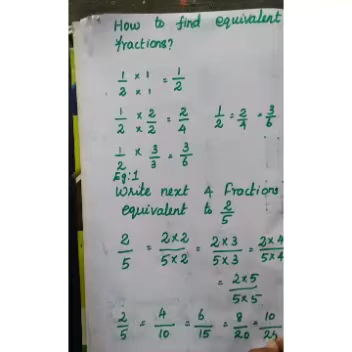 How to find equivalent
fractions?
1/2 × 1/1 = 1/2
1/2 × 2/2 = 2/4 1/2 = 2/4 = 3/6
1/2 × 3/3 = 3/6
Eg:1
Write next 4 Fractions
equivalent to 2/5
2/5 = 2×2/5×2 = 2×3/5×3 = 2×4/5×4
= 2×5/5×5
2/5 = 4/10 = 6/15 = 8/20 = 10/25